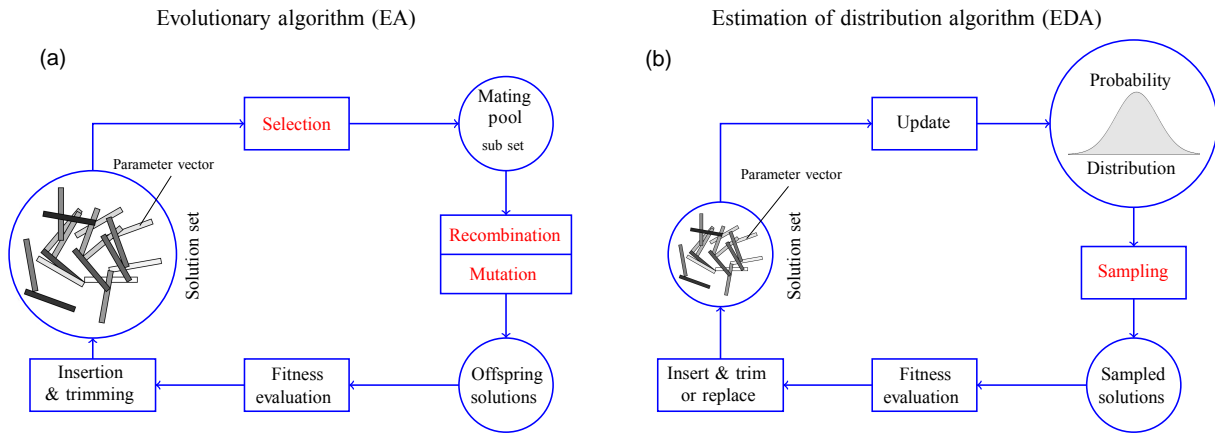 Evolutionary algorithm (EA)
(a)
Selection
Mating
pool
sub set
Parameter vector
Solution set
Recombination
Mutation
Insertion
& trimming
Fitness
evaluation
Offspring
solutions
Estimation of distribution algorithm (EDA)
(b)
Update
Probability
Distribution
Parameter vector
Solution set
Sampling
Insert & trim
or replace
Fitness
evaluation
Sampled
solutions